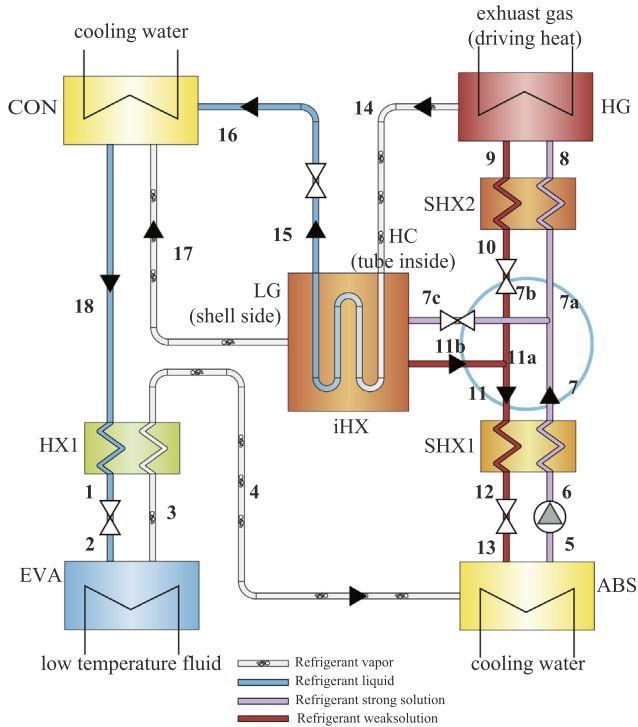 exhuast gas
cooling water
(driving heat)
CON
14
HG
16
9
8
SHX2
10
17
15
HC
(tube inside)
LG
(shell side)
7c
7b
7a
18
11b
11a
11
7
iHX
HX1
SHX1
1
3
4
12
6
2
13
5
EVA
ABS
low temperature fluid
cooling water
Refrigerant vapor
Refrigerant liquid
Refrigerant strong solution
Refrigerant weaksolution